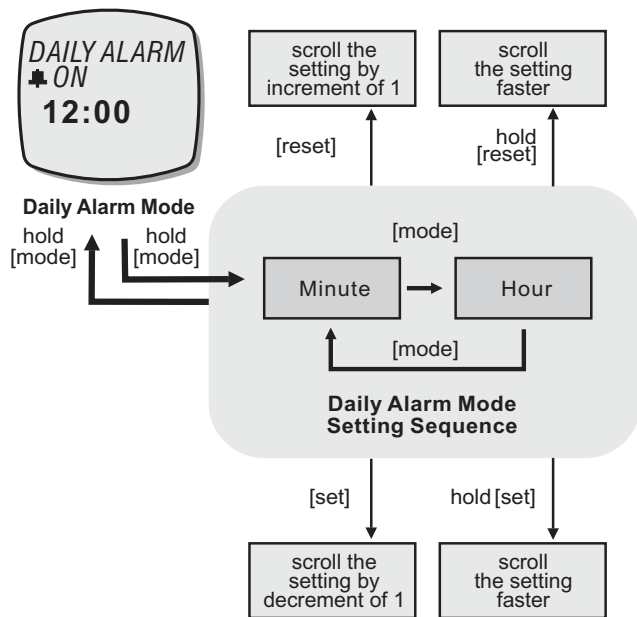 DAILY ALARM
ON
12:00
Daily Alarm Mode
hold
[mode]
hold
[mode]
scroll the
setting by
increment of 1
scroll
the setting
faster
[reset]
hold
[reset]
[mode]
Minute
Hour
[mode]
Daily Alarm Mode
Setting Sequence
[set]
hold [set]
scroll the
setting by
decrement of 1
scroll
the setting
faster